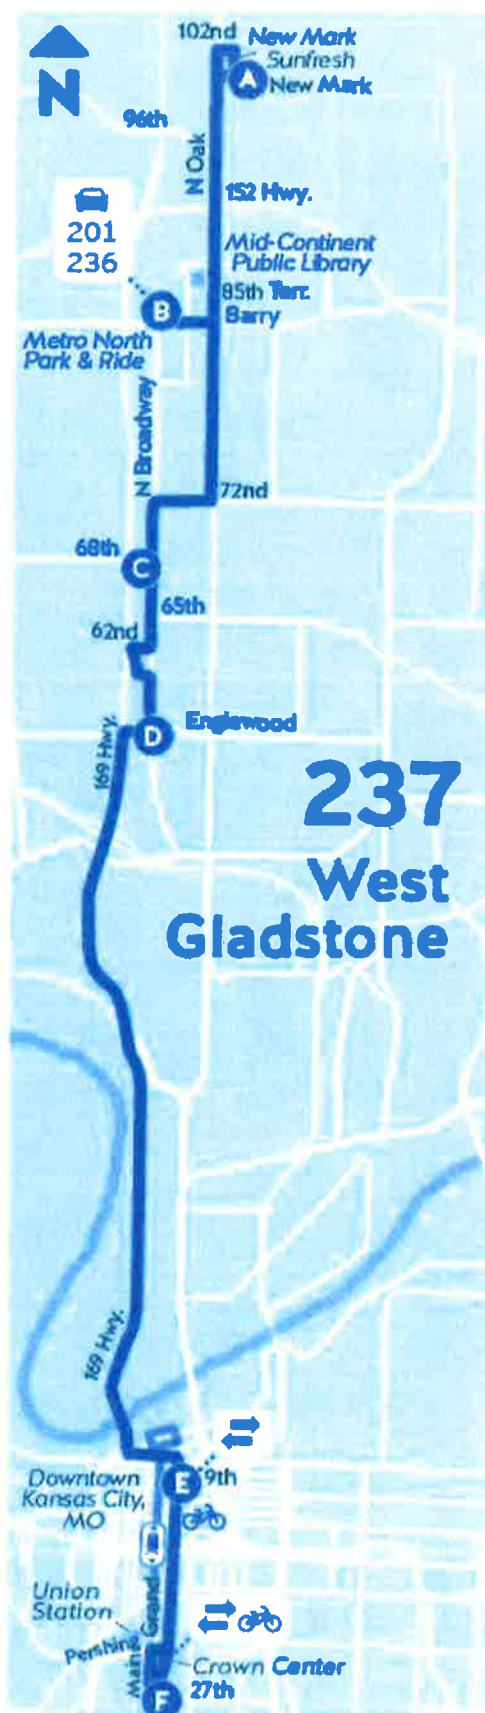 102nd
New Mark
Sunfresh
A
New Mark
N
96th
N Oak
152 Hwy.
201
236
Mid-Continent
Public Library
85th Terr.
B
Barry
Metro North
Park & Ride
N Broadway
72nd
68th
C
65th
62nd
Englewood
D
169 Hwy.
237
West
Gladstone
169 Hwy.
E
9th
Downtown
Kansas City,
MO
Union
Station
Grand
Pershing
Main
Crown Center
27th
F